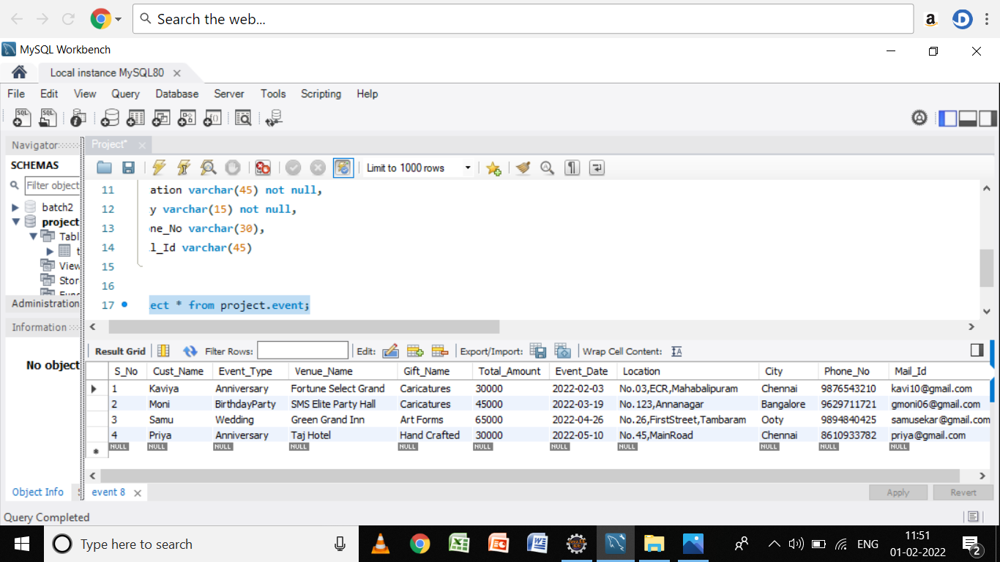 Search the web...
MySQL Workbench
Local instance MySQL80
File Edit View Query Database Server Tools Scripting Help
Navigator Project*
SCHEMAS
Limit to 1000 rows
Filter object
11 ation varchar(45) not null,
batch2
12 y varchar(15) not null,
project
13 ne_No varchar(30),
Tabl
14 l_Id varchar(45)
t
View
15
Stor
16
Func
Administration
17 ect * from project.event;
Information
Result Grid Filter Rows: Edit: Export/Import: Wrap Cell Content:
No object
S_No Cust_Name Event_Type Venue_Name Gift_Name Total_Amount Event_Date Location City Phone_No Mail_Id
1 Kaviya Anniversary Fortune Select Grand Caricatures 30000 2022-02-03 No.03,ECR,Mahabalipuram Chennai 9876543210 kavi10@gmail.com
2 Moni BirthdayParty SMS Elite Party Hall Caricatures 45000 2022-03-19 No.123,Annanagar Bangalore 9629711721 gmoni06@gmail.com
3 Samu Wedding Green Grand Inn Art Forms 65000 2022-04-26 No.26,FirstStreet,Tambaram Ooty 9894840425 samusekar@gmail.com
4 Priya Anniversary Taj Hotel Hand Crafted 30000 2022-05-10 No.45,MainRoad Chennai 8610933782 priya@gmail.com
NULL NULL NULL NULL NULL NULL NULL NULL NULL NULL NULL
Object Info event 8 Apply Revert
Query Completed
Type here to search
ENG
11:51
01-02-2022
2